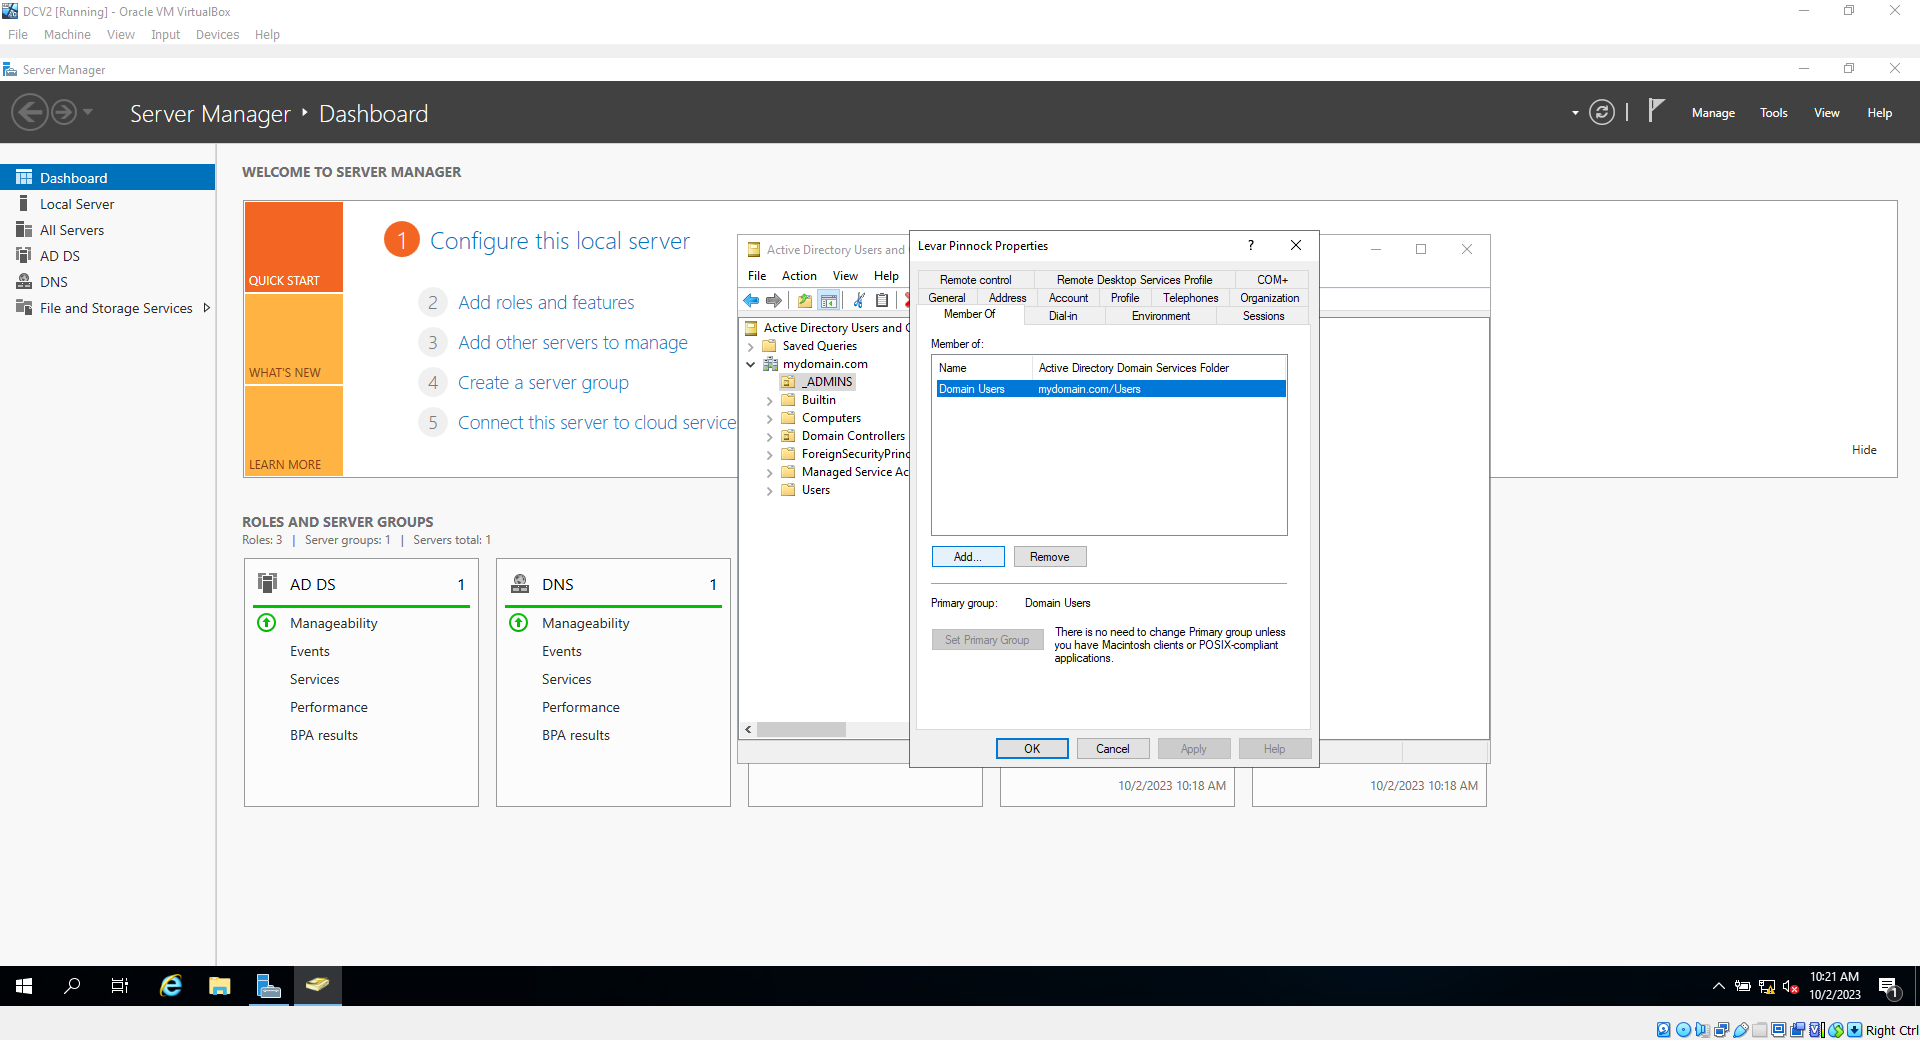 DCV2 [Running] - Oracle VM VirtualBox
File Machine View Input Devices Help
Server Manager
Server Manager ‣ Dashboard
Manage Tools View Help
Dashboard
Local Server
All Servers
AD DS
DNS
File and Storage Services
WELCOME TO SERVER MANAGER
QUICK START
WHAT'S NEW
LEARN MORE
1 Configure this local server
2 Add roles and features
3 Add other servers to manage
4 Create a server group
5 Connect this server to cloud service
Hide
ROLES AND SERVER GROUPS
Roles: 3 | Server groups: 1 | Servers total: 1
AD DS 1
Manageability
Events
Services
Performance
BPA results
DNS 1
Manageability
Events
Services
Performance
BPA results
10/2/2023 10:18 AM
10/2/2023 10:18 AM
Active Directory Users and
File Action View Help
Active Directory Users and C
Saved Queries
mydomain.com
_ADMINS
Builtin
Computers
Domain Controllers
ForeignSecurityPrinc
Managed Service Ac
Users
Levar Pinnock Properties
?
Remote control Remote Desktop Services Profile COM+
General Address Account Profile Telephones Organization
Member Of Dial-in Environment Sessions
Member of:
Name Active Directory Domain Services Folder
Domain Users mydomain.com/Users
Add... Remove
Primary group: Domain Users
Set Primary Group
There is no need to change Primary group unless
you have Macintosh clients or POSIX-compliant
applications.
OK Cancel Apply Help
10:21 AM
10/2/2023
1
Right Ctrl